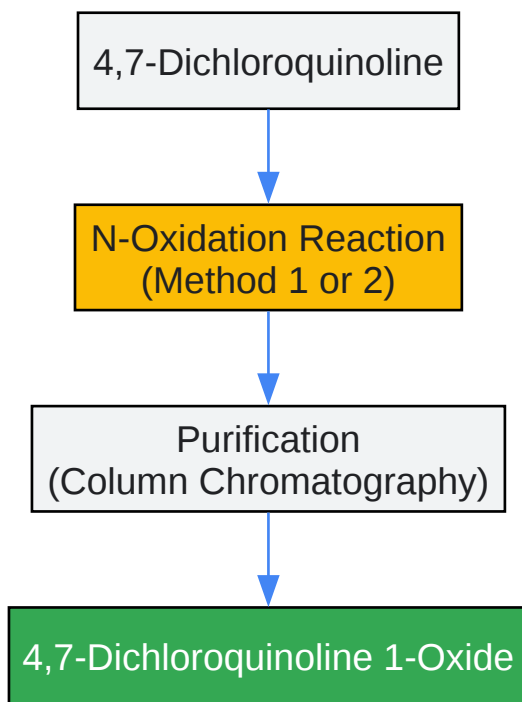 4,7-Dichloroquinoline
N-Oxidation Reaction
(Method 1 or 2)
Purification
(Column Chromatography)
4,7-Dichloroquinoline 1-Oxide